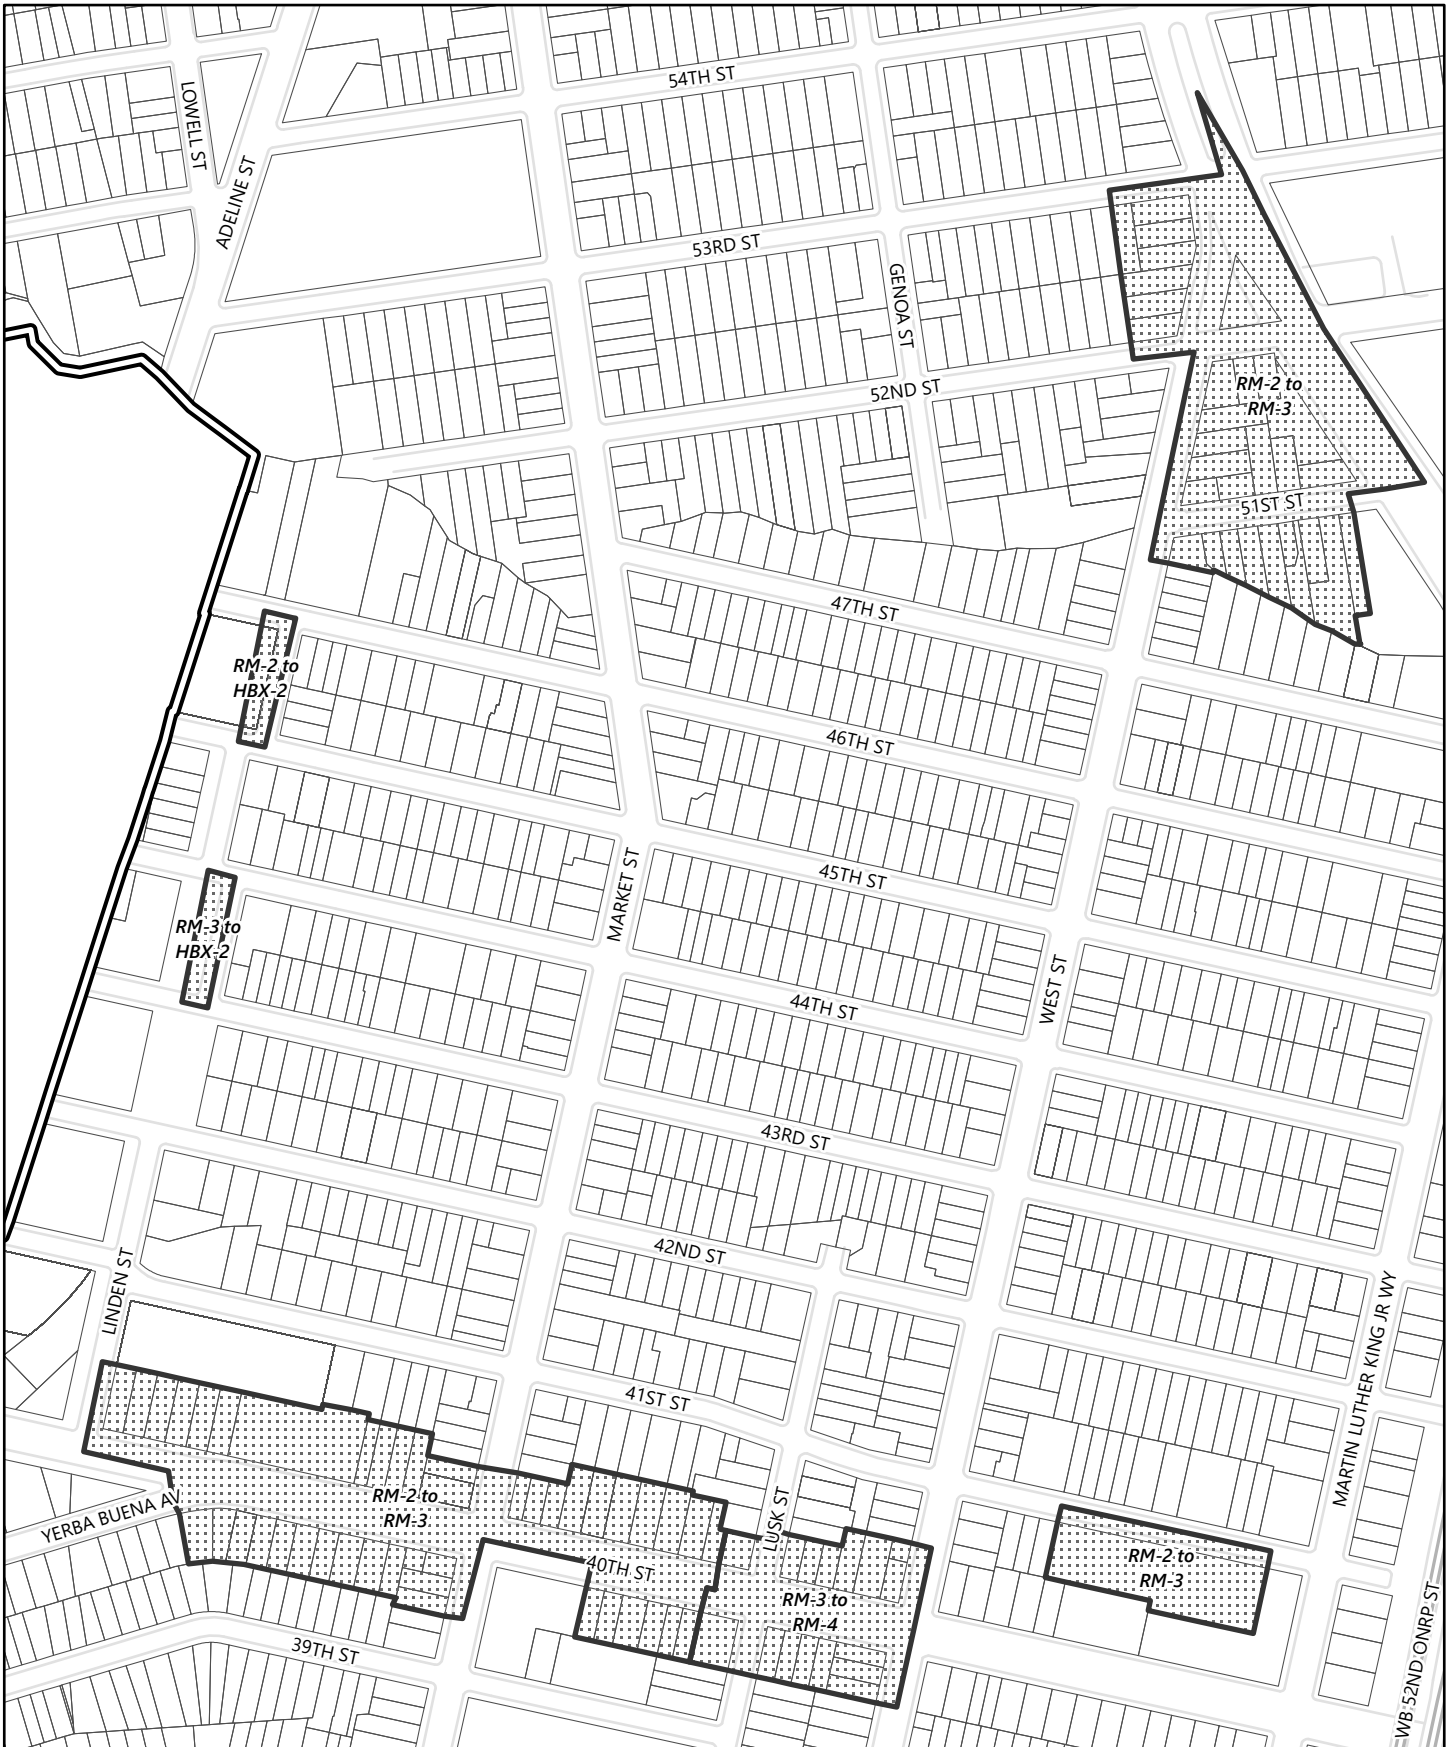 54TH ST
LOWELL ST
ADELINE ST
53RD ST
GENOA ST
52ND ST
RM-2 to
RM-3
51ST ST
47TH ST
RM-2 to
HBX-2
46TH ST
45TH ST
MARKET ST
RM-3 to
HBX-2
WEST ST
44TH ST
43RD ST
42ND ST
LINDEN ST
MARTIN LUTHER KING JR WY
41ST ST
RM-2 to
RM-3
YERBA BUENA AV
LUSK ST
40TH ST
RM-2 to
RM-3
RM-3 to
RM-4
39TH ST
WB 52ND ONRP ST